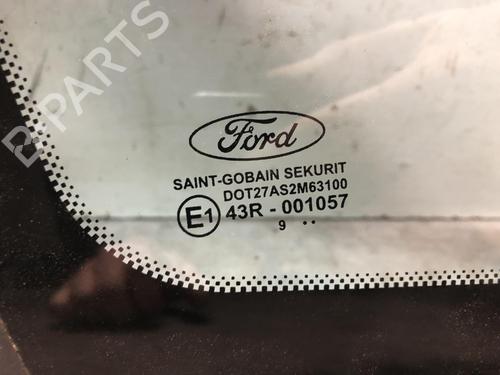 B-PARTS
Ford
SAINT-GOBAIN SEKURIT
DOT27AS2M63100
E1 43R - 001057
9 ..